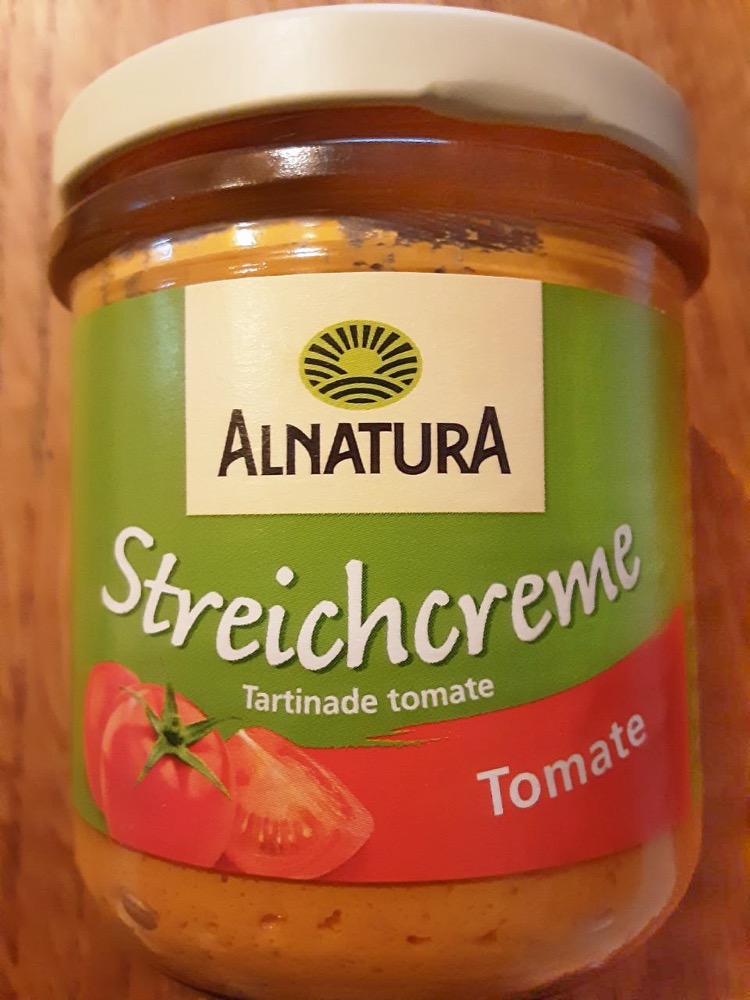 ALNATURA
Streichcreme
Tartinade tomate
Tomate